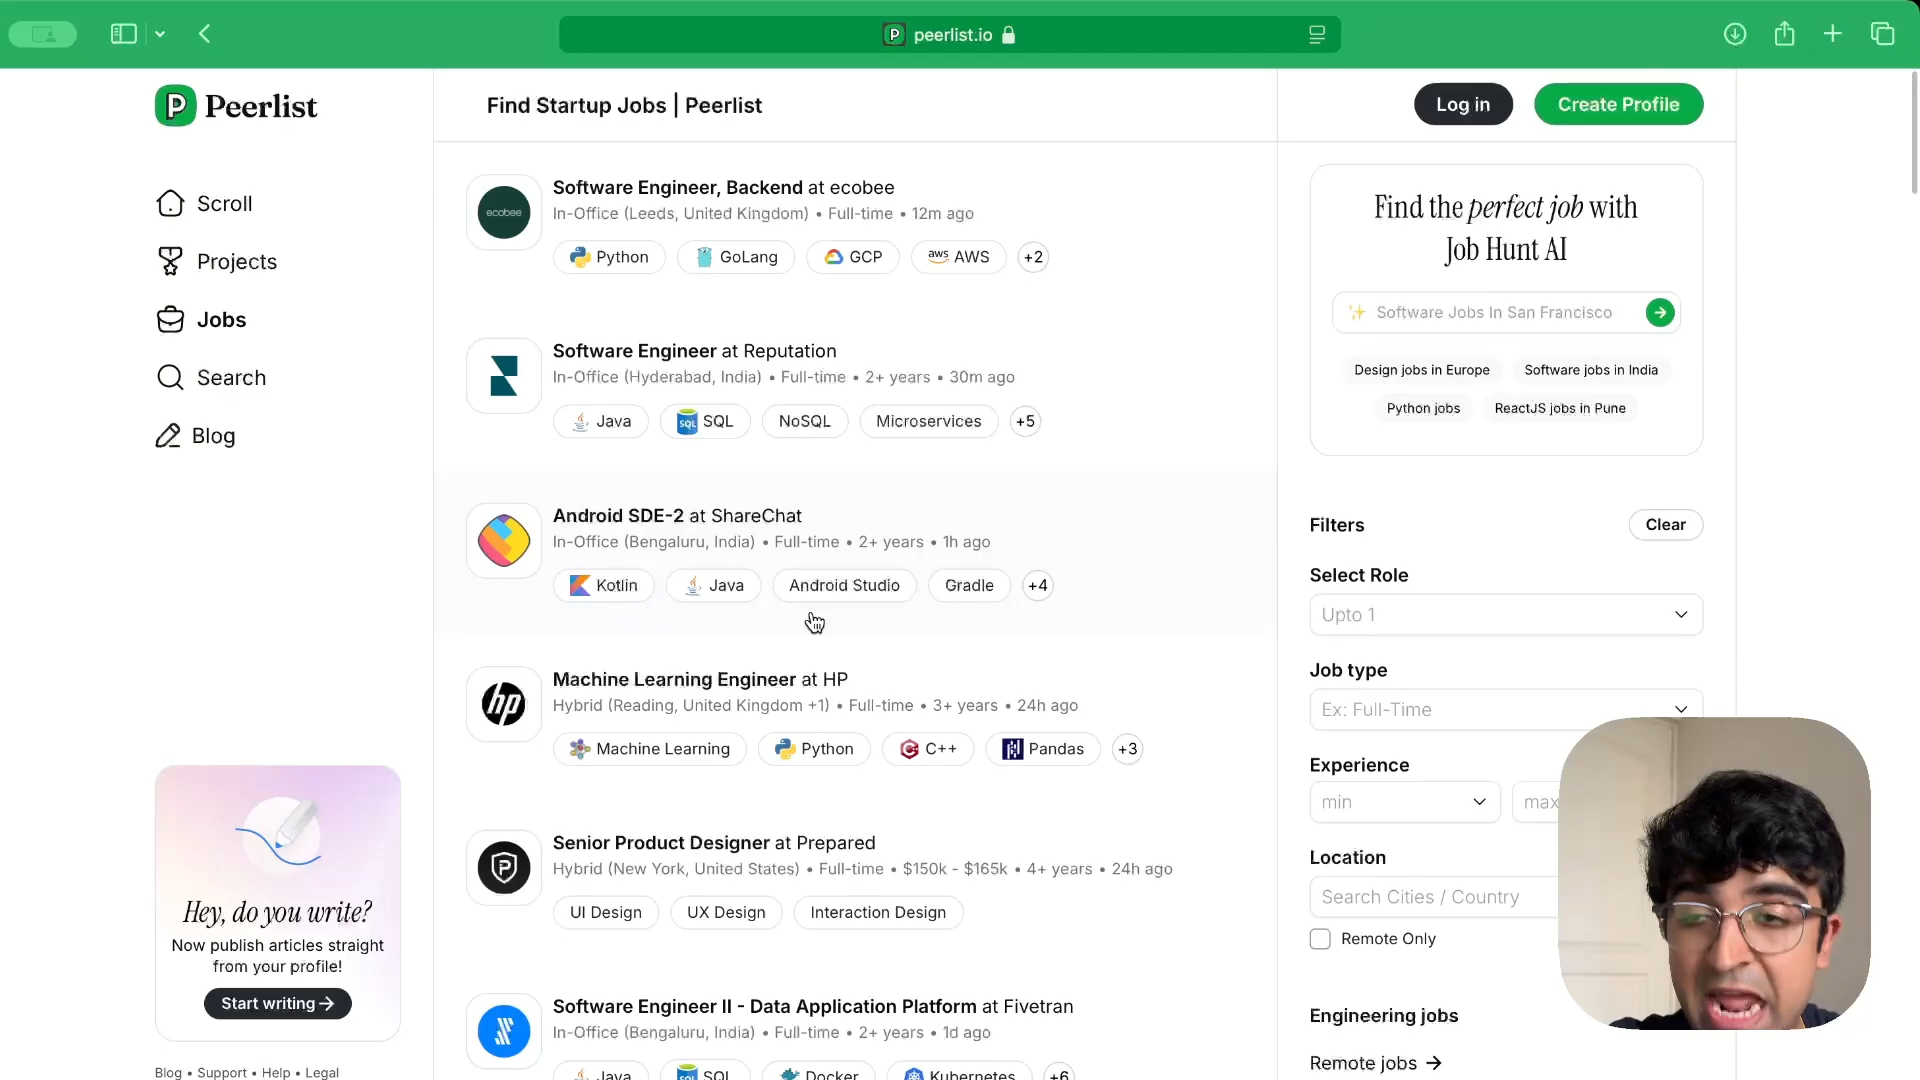 peerlist.io
Peerlist
Find Startup Jobs | Peerlist
Log in
Create Profile
Scroll
Projects
Jobs
Search
Blog
Software Engineer, Backend at ecobee
In-Office (Leeds, United Kingdom) • Full-time • 12m ago
ecobee
Python
GoLang
GCP
aws AWS
+2
Software Engineer at Reputation
In-Office (Hyderabad, India) • Full-time • 2+ years • 30m ago
Java
SQL SQL
NoSQL
Microservices
+5
Android SDE-2 at ShareChat
In-Office (Bengaluru, India) • Full-time • 2+ years • 1h ago
Kotlin
Java
Android Studio
Gradle
+4
Machine Learning Engineer at HP
Hybrid (Reading, United Kingdom +1) • Full-time • 3+ years • 24h ago
hp
Machine Learning
Python
C++
Pandas
+3
Senior Product Designer at Prepared
Hybrid (New York, United States) • Full-time • $150k - $165k • 4+ years • 24h ago
UI Design
UX Design
Interaction Design
Software Engineer II - Data Application Platform at Fivetran
In-Office (Bengaluru, India) • Full-time • 2+ years • 1d ago
Java
SQL
Docker
Kubernetes
+6
Find the perfect job with
Job Hunt AI
Software Jobs In San Francisco
Design jobs in Europe
Software jobs in India
Python jobs
ReactJS jobs in Pune
Filters
Clear
Select Role
Upto 1
Job type
Ex: Full-Time
Experience
min
max
Location
Search Cities / Country
Remote Only
Engineering jobs
Remote jobs →
Hey, do you write?
Now publish articles straight
from your profile!
Start writing →
Blog • Support • Help • Legal